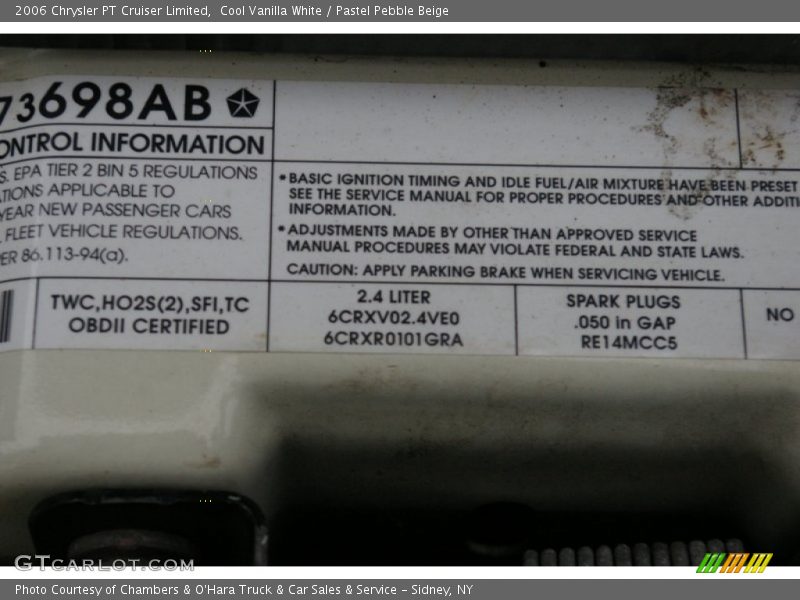 2006 Chrysler PT Cruiser Limited,  Cool Vanilla White / Pastel Pebble Beige
73698AB
ONTROL INFORMATION
S. EPA TIER 2 BIN 5 REGULATIONS
ATIONS APPLICABLE TO
YEAR NEW PASSENGER CARS
FLEET VEHICLE REGULATIONS.
PER 86.113-94(a).
• BASIC IGNITION TIMING AND IDLE FUEL/AIR MIXTURE HAVE BEEN PRESET
SEE THE SERVICE MANUAL FOR PROPER PROCEDURES AND OTHER ADDITI
INFORMATION.
• ADJUSTMENTS MADE BY OTHER THAN APPROVED SERVICE
MANUAL PROCEDURES MAY VIOLATE FEDERAL AND STATE LAWS.
CAUTION: APPLY PARKING BRAKE WHEN SERVICING VEHICLE.
TWC,HO2S(2),SFI,TC
OBDII CERTIFIED
2.4 LITER
6CRXV02.4VE0
6CRXR0101GRA
SPARK PLUGS
.050 in GAP
RE14MCC5
NO
GTCARLOT.COM
Photo Courtesy of Chambers & O'Hara Truck & Car Sales & Service - Sidney, NY